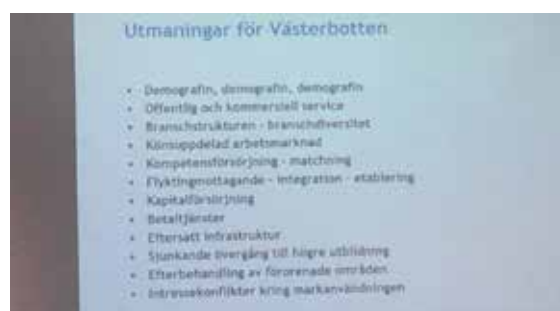 Utmaningar för Västerbotten
• Demografin, demografin, demografin
• Offentlig och kommersiell service
• Branschstrukturen - branschdiversitet
• Könsuppdelad arbetsmarknad
• Kompetensförsörjning - matchning
• Flyktingmottagande - integration - etablering
• Kapitalförsörjning
• Betaltjänster
• Eftersatt infrastruktur
• Sjunkande övergång till högre utbildning
• Efterbehandling av förorenade områden
• Intressekonflikter kring markanvändningen